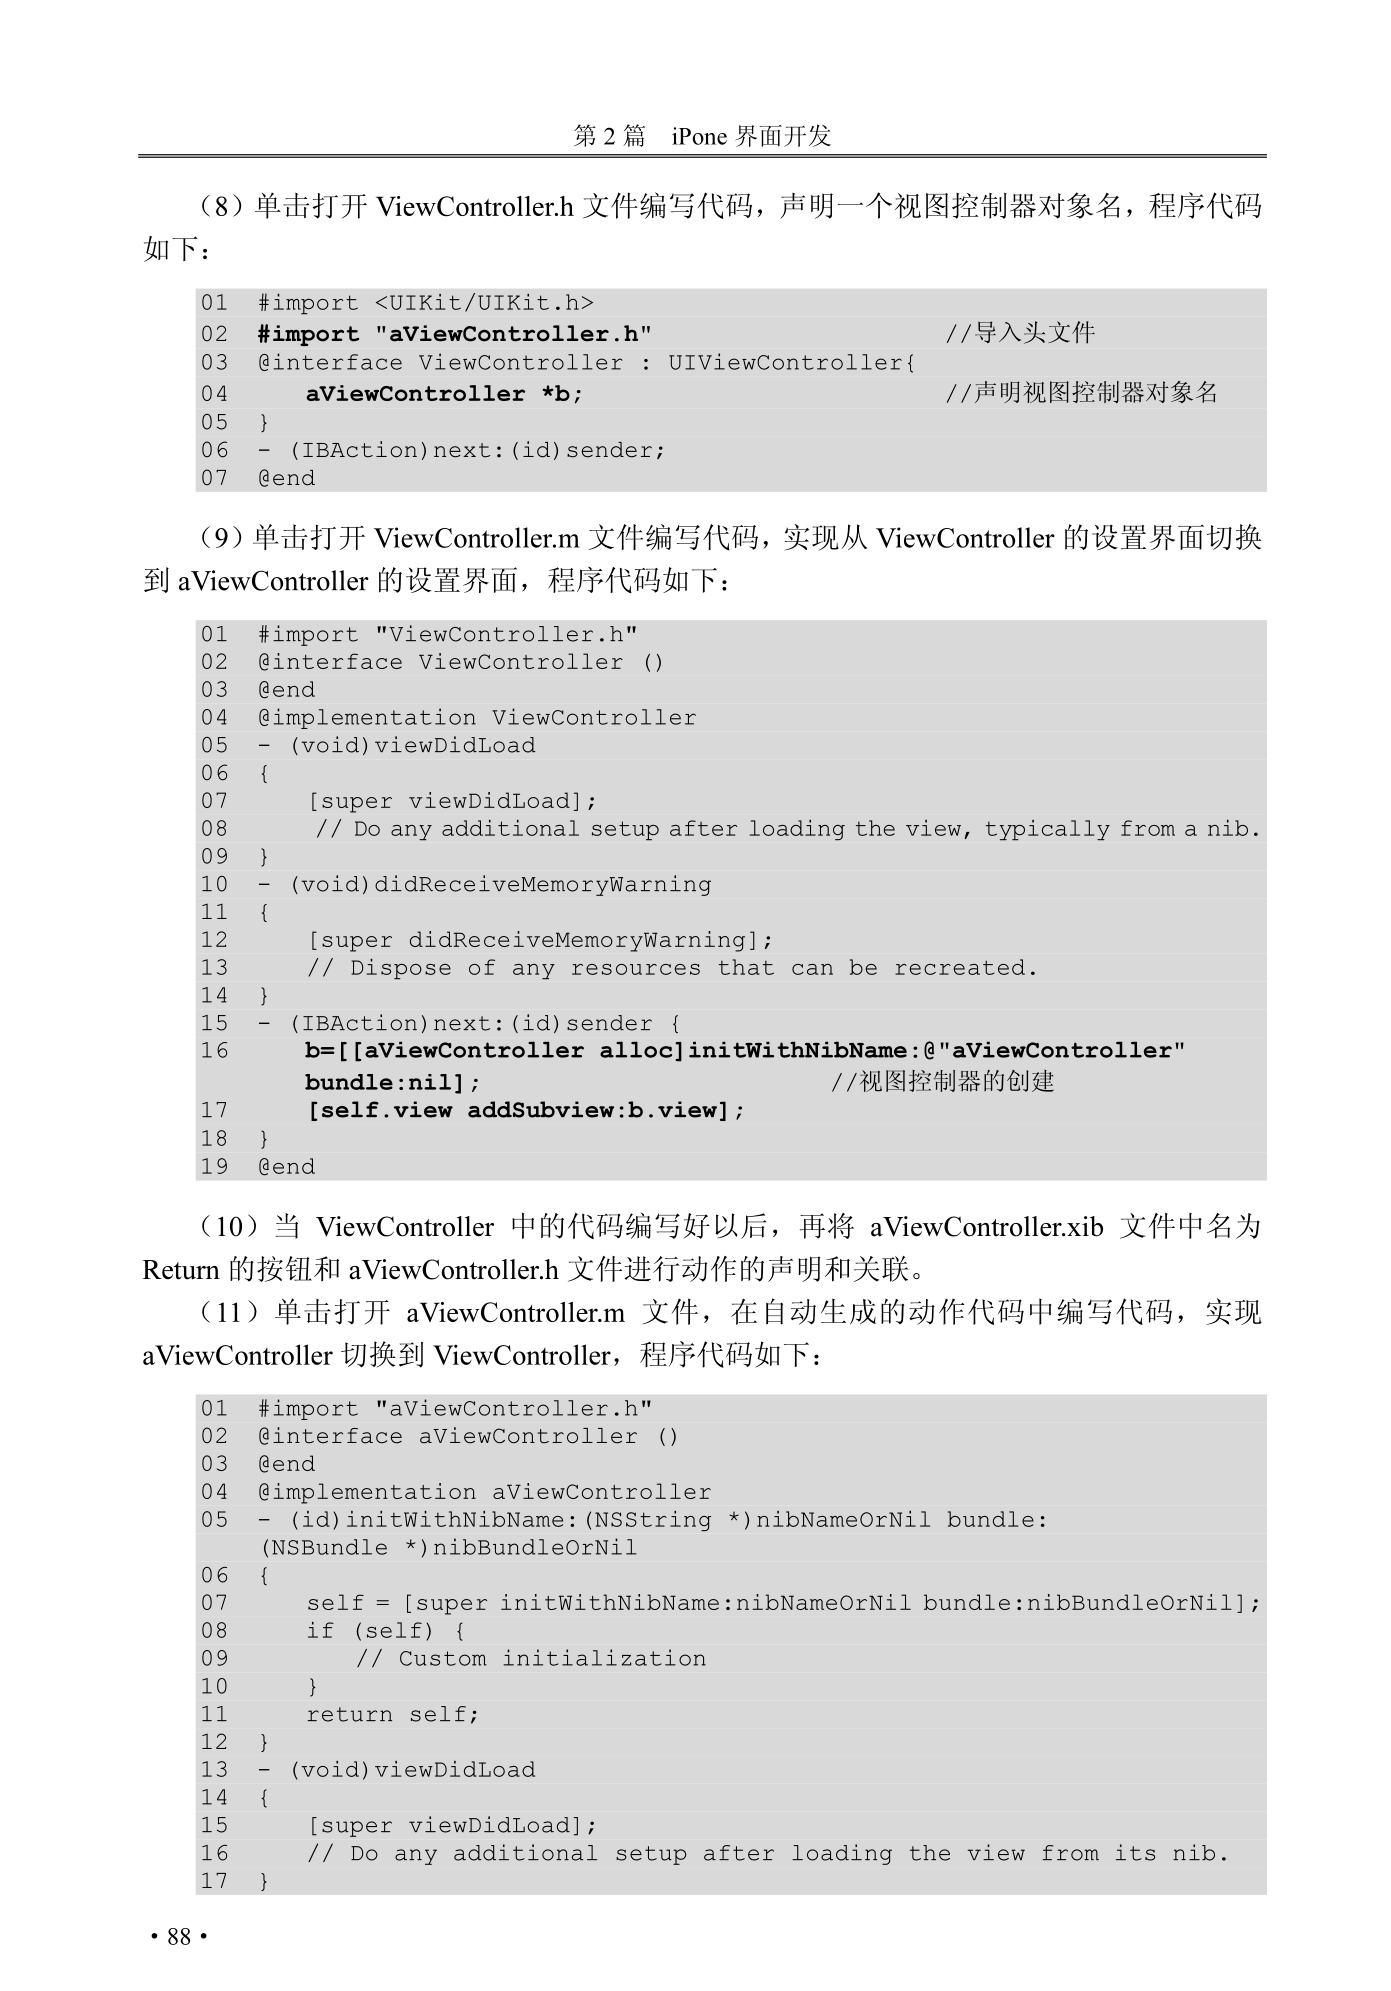 第 2 篇　iPone 界面开发
（8）单击打开 ViewController.h 文件编写代码，声明一个视图控制器对象名，程序代码
如下：
01  #import <UIKit/UIKit.h>
02  #import "aViewController.h"                    //导入头文件
03  @interface ViewController : UIViewController{
04     aViewController *b;                         //声明视图控制器对象名
05  }
06  - (IBAction)next:(id)sender;
07  @end
（9）单击打开 ViewController.m 文件编写代码，实现从 ViewController 的设置界面切换
到 aViewController 的设置界面，程序代码如下：
01  #import "ViewController.h"
02  @interface ViewController ()
03  @end
04  @implementation ViewController
05  - (void)viewDidLoad
06  {
07     [super viewDidLoad];
08     // Do any additional setup after loading the view, typically from a nib.
09  }
10  - (void)didReceiveMemoryWarning
11  {
12     [super didReceiveMemoryWarning];
13     // Dispose of any resources that can be recreated.
14  }
15  - (IBAction)next:(id)sender {
16     b=[[aViewController alloc]initWithNibName:@"aViewController"
       bundle:nil];                        //视图控制器的创建
17     [self.view addSubview:b.view];
18  }
19  @end
（10）当 ViewController 中的代码编写好以后，再将 aViewController.xib 文件中名为
Return 的按钮和 aViewController.h 文件进行动作的声明和关联。
（11）单击打开 aViewController.m 文件，在自动生成的动作代码中编写代码，实现
aViewController 切换到 ViewController，程序代码如下：
01  #import "aViewController.h"
02  @interface aViewController ()
03  @end
04  @implementation aViewController
05  - (id)initWithNibName:(NSString *)nibNameOrNil bundle:
    (NSBundle *)nibBundleOrNil
06  {
07     self = [super initWithNibName:nibNameOrNil bundle:nibBundleOrNil];
08     if (self) {
09        // Custom initialization
10     }
11     return self;
12  }
13  - (void)viewDidLoad
14  {
15     [super viewDidLoad];
16     // Do any additional setup after loading the view from its nib.
17  }
• 88 •